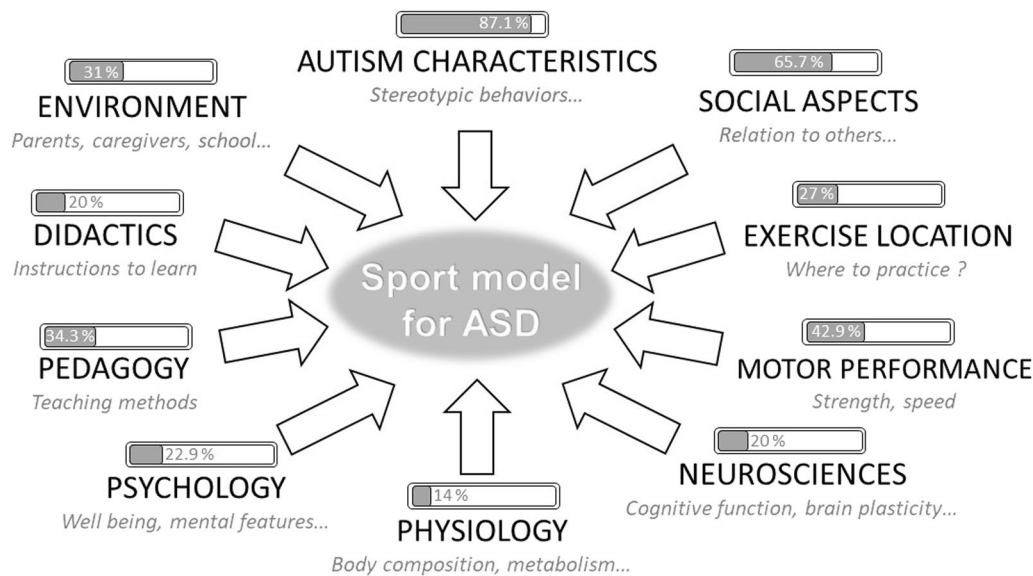 87.1 %
AUTISM CHARACTERISTICS
Stereotypic behaviors...
31 %
ENVIRONMENT
Parents, caregivers, school...
65.7 %
SOCIAL ASPECTS
Relation to others...
20 %
DIDACTICS
Instructions to learn
27 %
EXERCISE LOCATION
Where to practice ?
Sport model
for ASD
34.3 %
PEDAGOGY
Teaching methods
42.9 %
MOTOR PERFORMANCE
Strength, speed
22.9 %
PSYCHOLOGY
Well being, mental features...
14 %
PHYSIOLOGY
Body composition, metabolism...
20 %
NEUROSCIENCES
Cognitive function, brain plasticity...